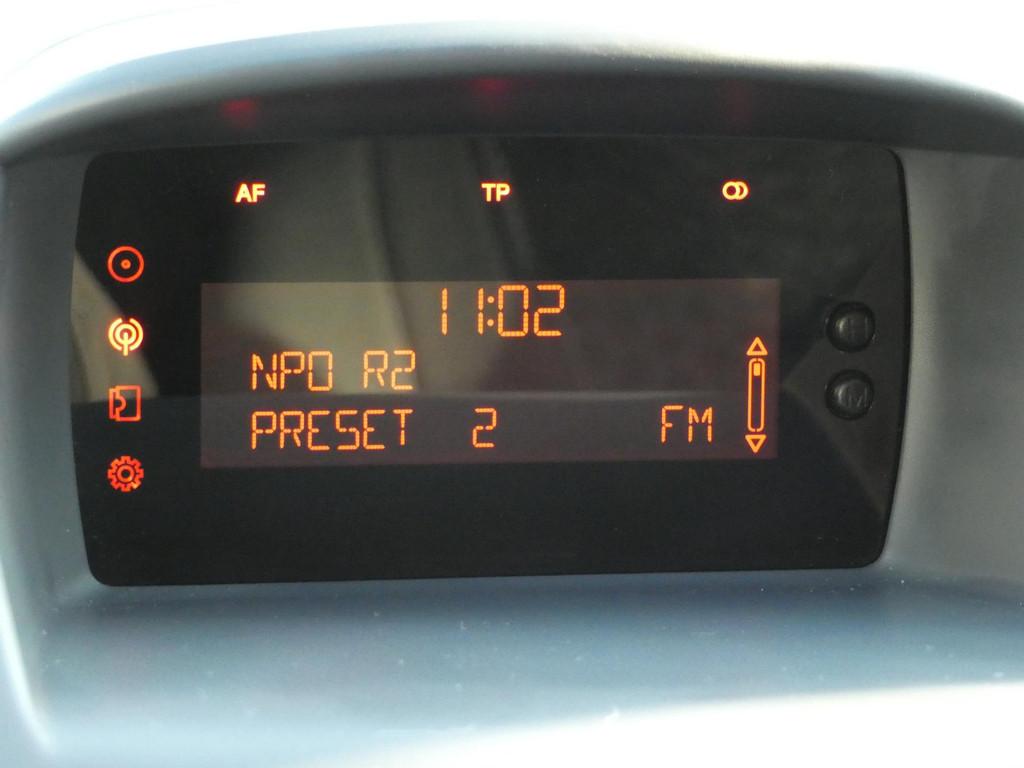 AF TP
11:02
NPO R2
PRESET 2 FM
H
M